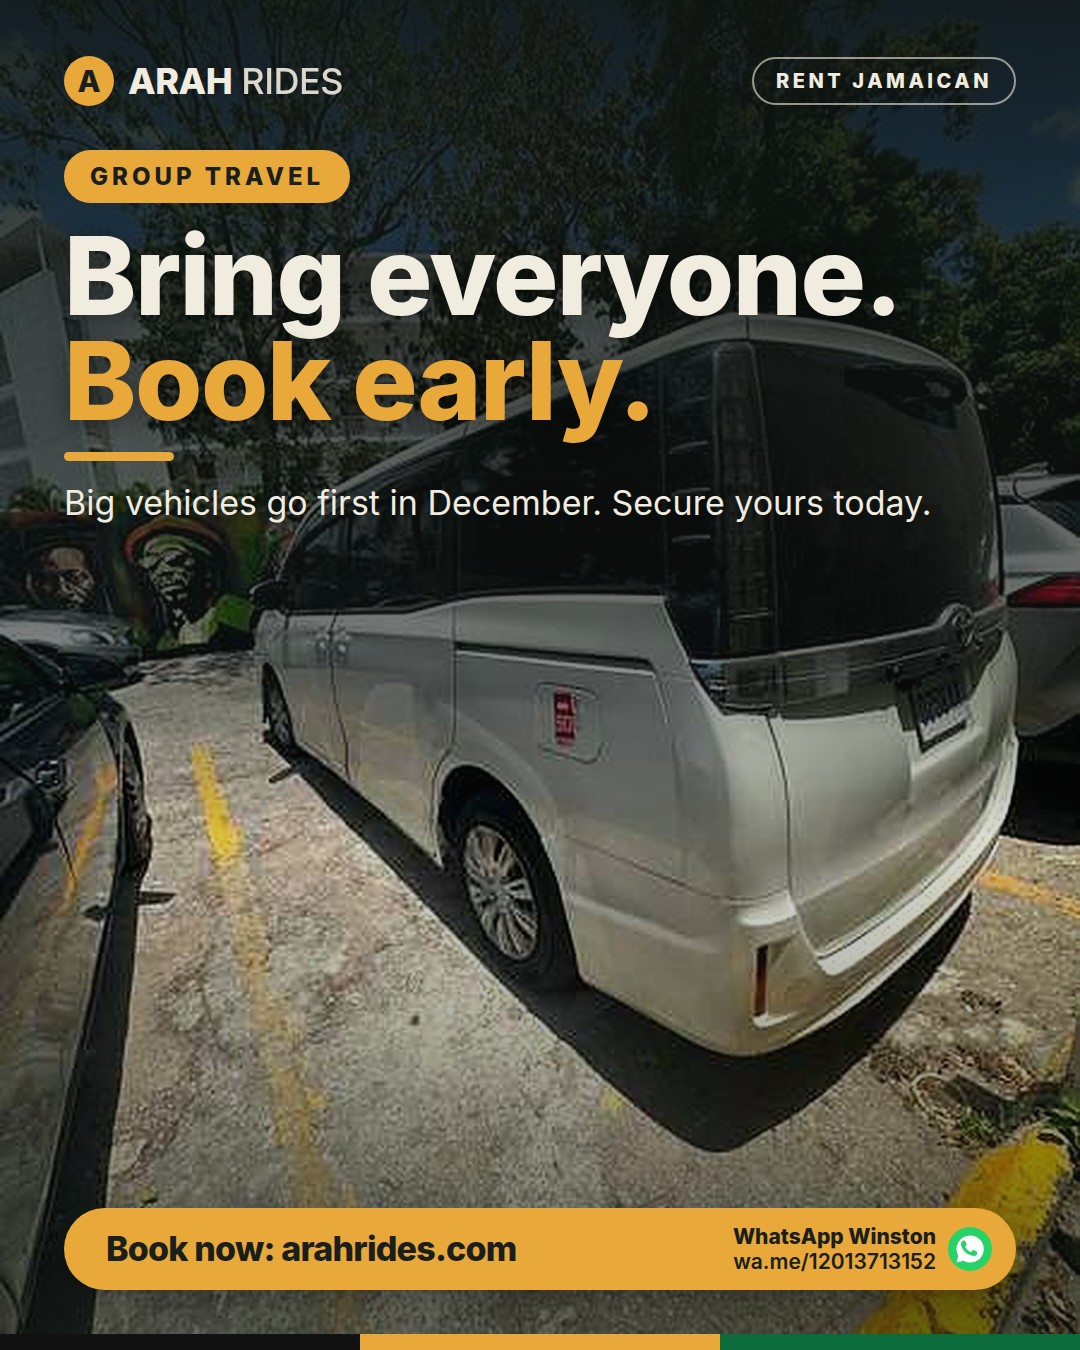 A ARAH RIDES
RENT JAMAICAN
GROUP TRAVEL
Bring everyone.
Book early.
Big vehicles go first in December. Secure yours today.
Book now: arahrides.com
WhatsApp Winston
wa.me/12013713152